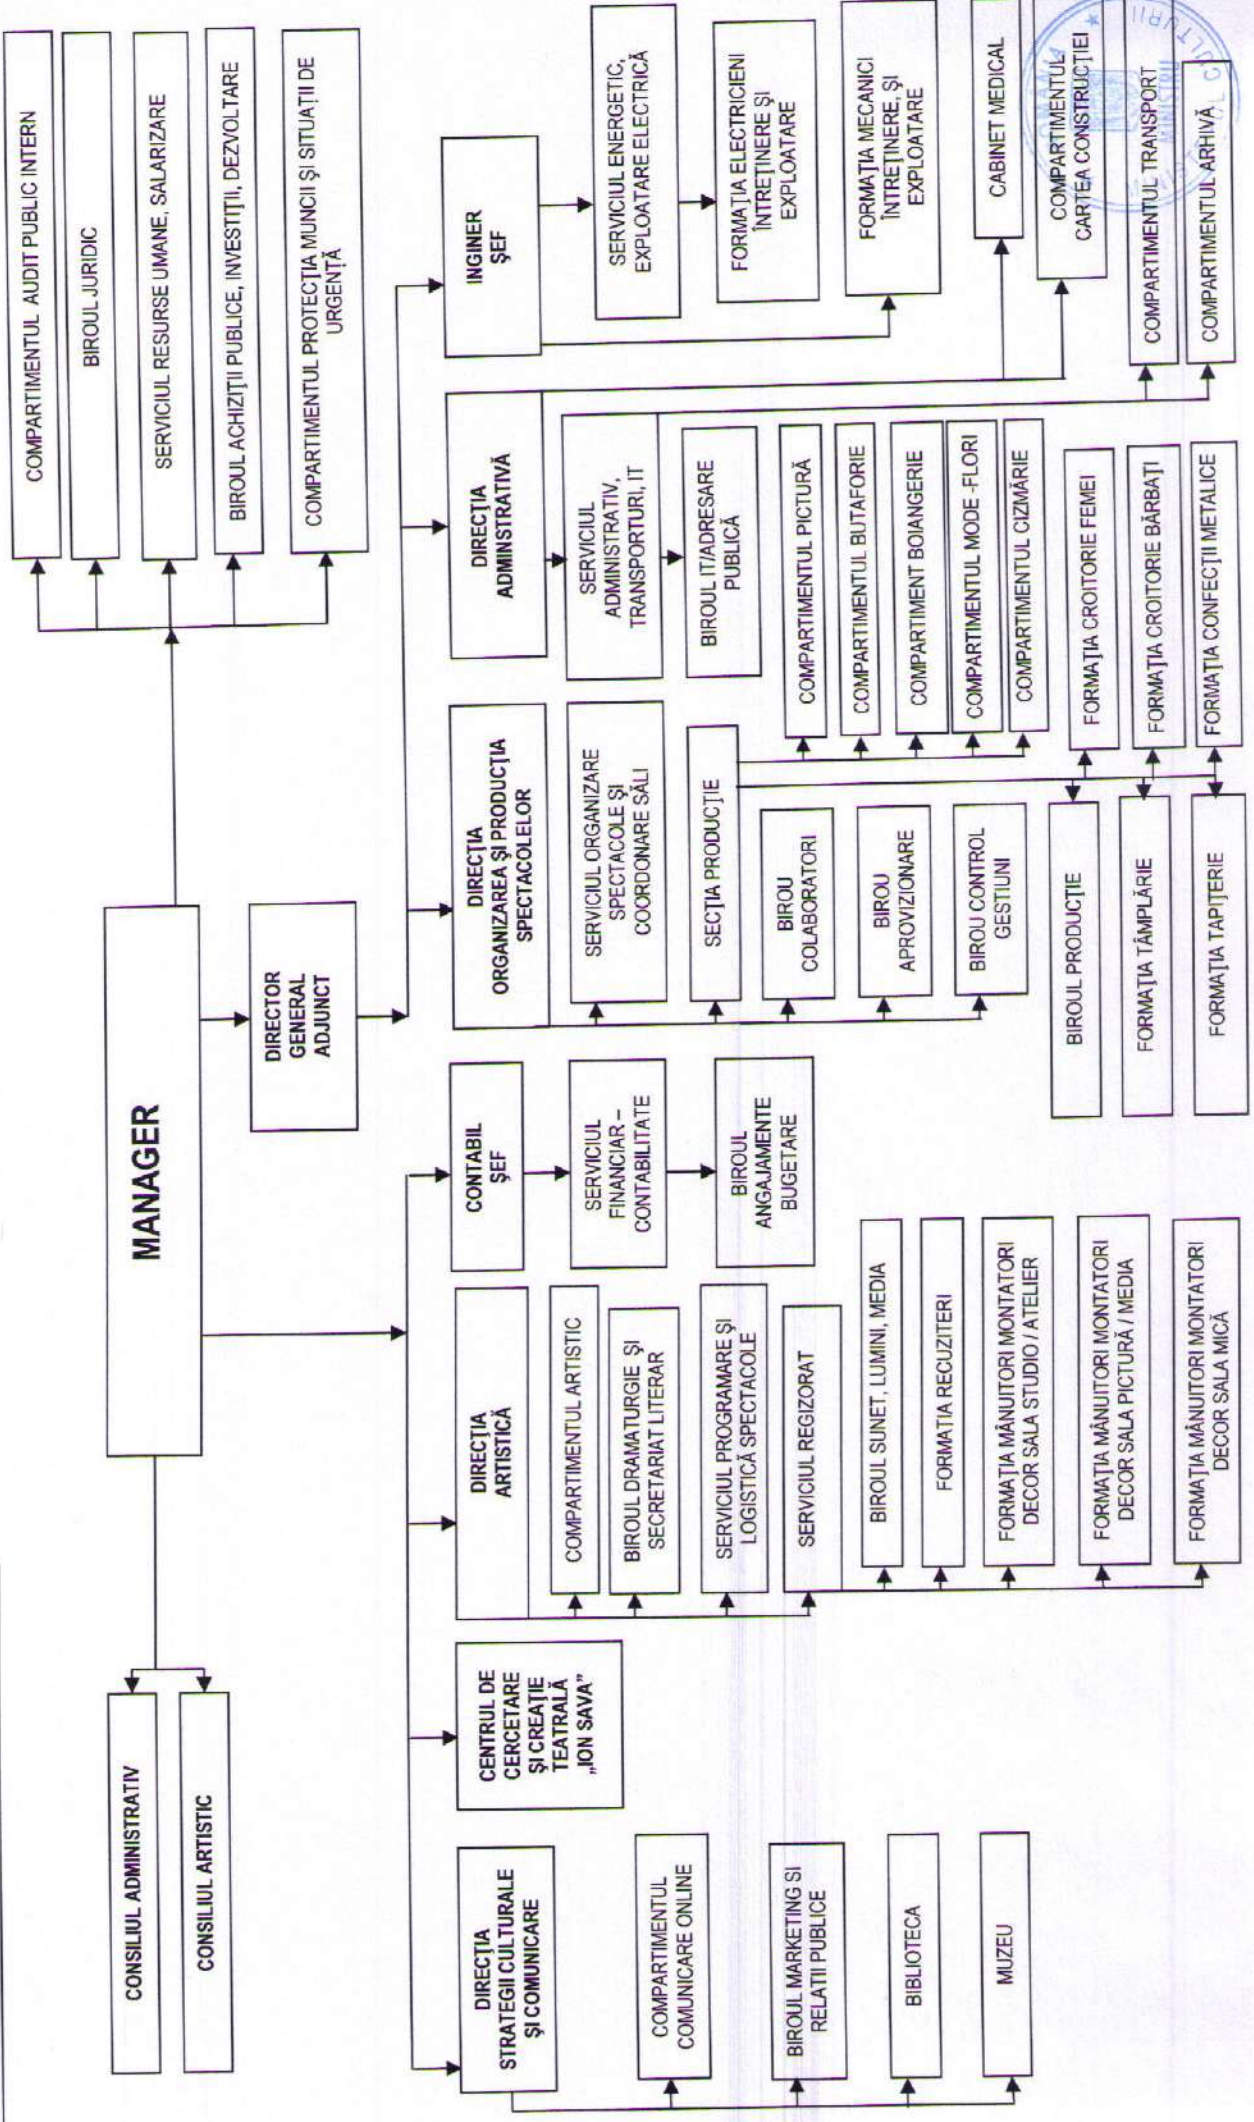 MANAGER
CONSILIUL ADMINISTRATIV
CONSILIUL ARTISTIC
COMPARTIMENTUL AUDIT PUBLIC INTERN
BIROUL JURIDIC
SERVICIUL RESURSE UMANE, SALARIZARE
BIROUL ACHIZIȚII PUBLICE, INVESTIȚII, DEZVOLTARE
COMPARTIMENTUL PROTECȚIA MUNCII ȘI SITUAȚII DE
URGENȚĂ
DIRECTOR
GENERAL
ADJUNCT
DIRECȚIA
STRATEGII CULTURALE
ȘI COMUNICARE
COMPARTIMENTUL
COMUNICARE ONLINE
BIROUL MARKETING SI
RELATII PUBLICE
BIBLIOTECA
MUZEU
CENTRUL DE
CERCETARE
ȘI CREAȚIE
TEATRALĂ
„ION SAVA”
DIRECȚIA
ARTISTICĂ
COMPARTIMENTUL ARTISTIC
BIROUL DRAMATURGIE ȘI
SECRETARIAT LITERAR
SERVICIUL PROGRAMARE ȘI
LOGISTICĂ SPECTACOLE
SERVICIUL REGIZORAT
BIROUL SUNET, LUMINI, MEDIA
FORMATIA RECUZITERI
FORMAȚIA MÂNUITORI MONTATORI
DECOR SALA STUDIO / ATELIER
FORMAȚIA MÂNUITORI MONTATORI
DECOR SALA PICTURĂ / MEDIA
FORMAȚIA MÂNUITORI MONTATORI
DECOR SALA MICĂ
CONTABIL
ȘEF
SERVICIUL
FINANCIAR –
CONTABILITATE
BIROUL
ANGAJAMENTE
BUGETARE
DIRECȚIA
ORGANIZAREA ȘI PRODUCȚIA
SPECTACOLELOR
SERVICIUL ORGANIZARE
SPECTACOLE ȘI
COORDONARE SĂLI
SECȚIA PRODUCȚIE
BIROU
COLABORATORI
BIROU
APROVIZIONARE
BIROU CONTROL
GESTIUNI
BIROUL PRODUCȚIE
FORMAȚIA TÂMPLĂRIE
FORMAȚIA TAPIȚERIE
COMPARTIMENTUL PICTURĂ
COMPARTIMENTUL BUTAFORIE
COMPARTIMENT BOIANGERIE
COMPARTIMENTUL MODE -FLORI
COMPARTIMENTUL CIZMĂRIE
FORMAȚIA CROITORIE FEMEI
FORMAȚIA CROITORIE BĂRBAȚI
FORMAȚIA CONFECȚII METALICE
DIRECȚIA
ADMINSTRATIVĂ
SERVICIUL
ADMINISTRATIV,
TRANSPORTURI, IT
BIROUL IT/ADRESARE
PUBLICĂ
INGINER
ȘEF
SERVICIUL ENERGETIC,
EXPLOATARE ELECTRICĂ
FORMAȚIA ELECTRICIENI
ÎNTREȚINERE ȘI
EXPLOATARE
FORMAȚIA MECANICI
ÎNTREȚINERE, ȘI
EXPLOATARE
CABINET MEDICAL
COMPARTIMENTUL
CARTEA CONSTRUCȚIEI
COMPARTIMENTUL TRANSPORT
COMPARTIMENTUL ARHIVĂ
ROMANIA
MINISTERUL CULTURII
MINISTRU